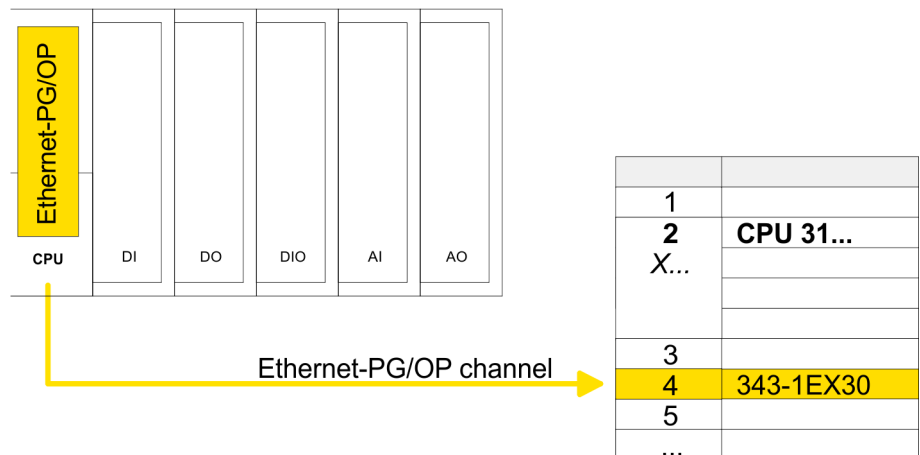 Ethernet-PG/OP
CPU
DI
DO
DIO
AI
AO
Ethernet-PG/OP channel
1
2 CPU 31...
X...
3
4 343-1EX30
5
...